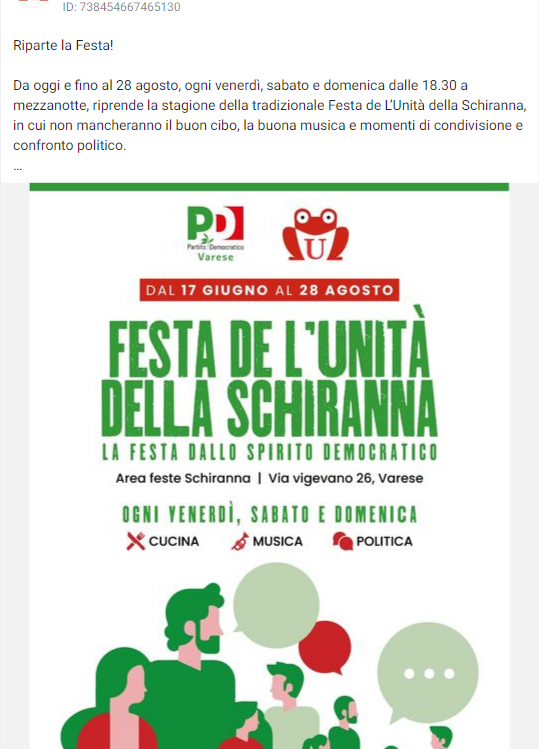 ID: 738454667465130
Riparte la Festa!
Da oggi e fino al 28 agosto, ogni venerdì, sabato e domenica dalle 18.30 a
mezzanotte, riprende la stagione della tradizionale Festa de L'Unità della Schiranna,
in cui non mancheranno il buon cibo, la buona musica e momenti di condivisione e
confronto politico.
...
PD
Partito Democratico
Varese
U
DAL 17 GIUGNO AL 28 AGOSTO
FESTA DE L'UNITÀ
DELLA SCHIRANNA
LA FESTA DALLO SPIRITO DEMOCRATICO
Area feste Schiranna | Via vigevano 26, Varese
OGNI VENERDÌ, SABATO E DOMENICA
CUCINA MUSICA POLITICA